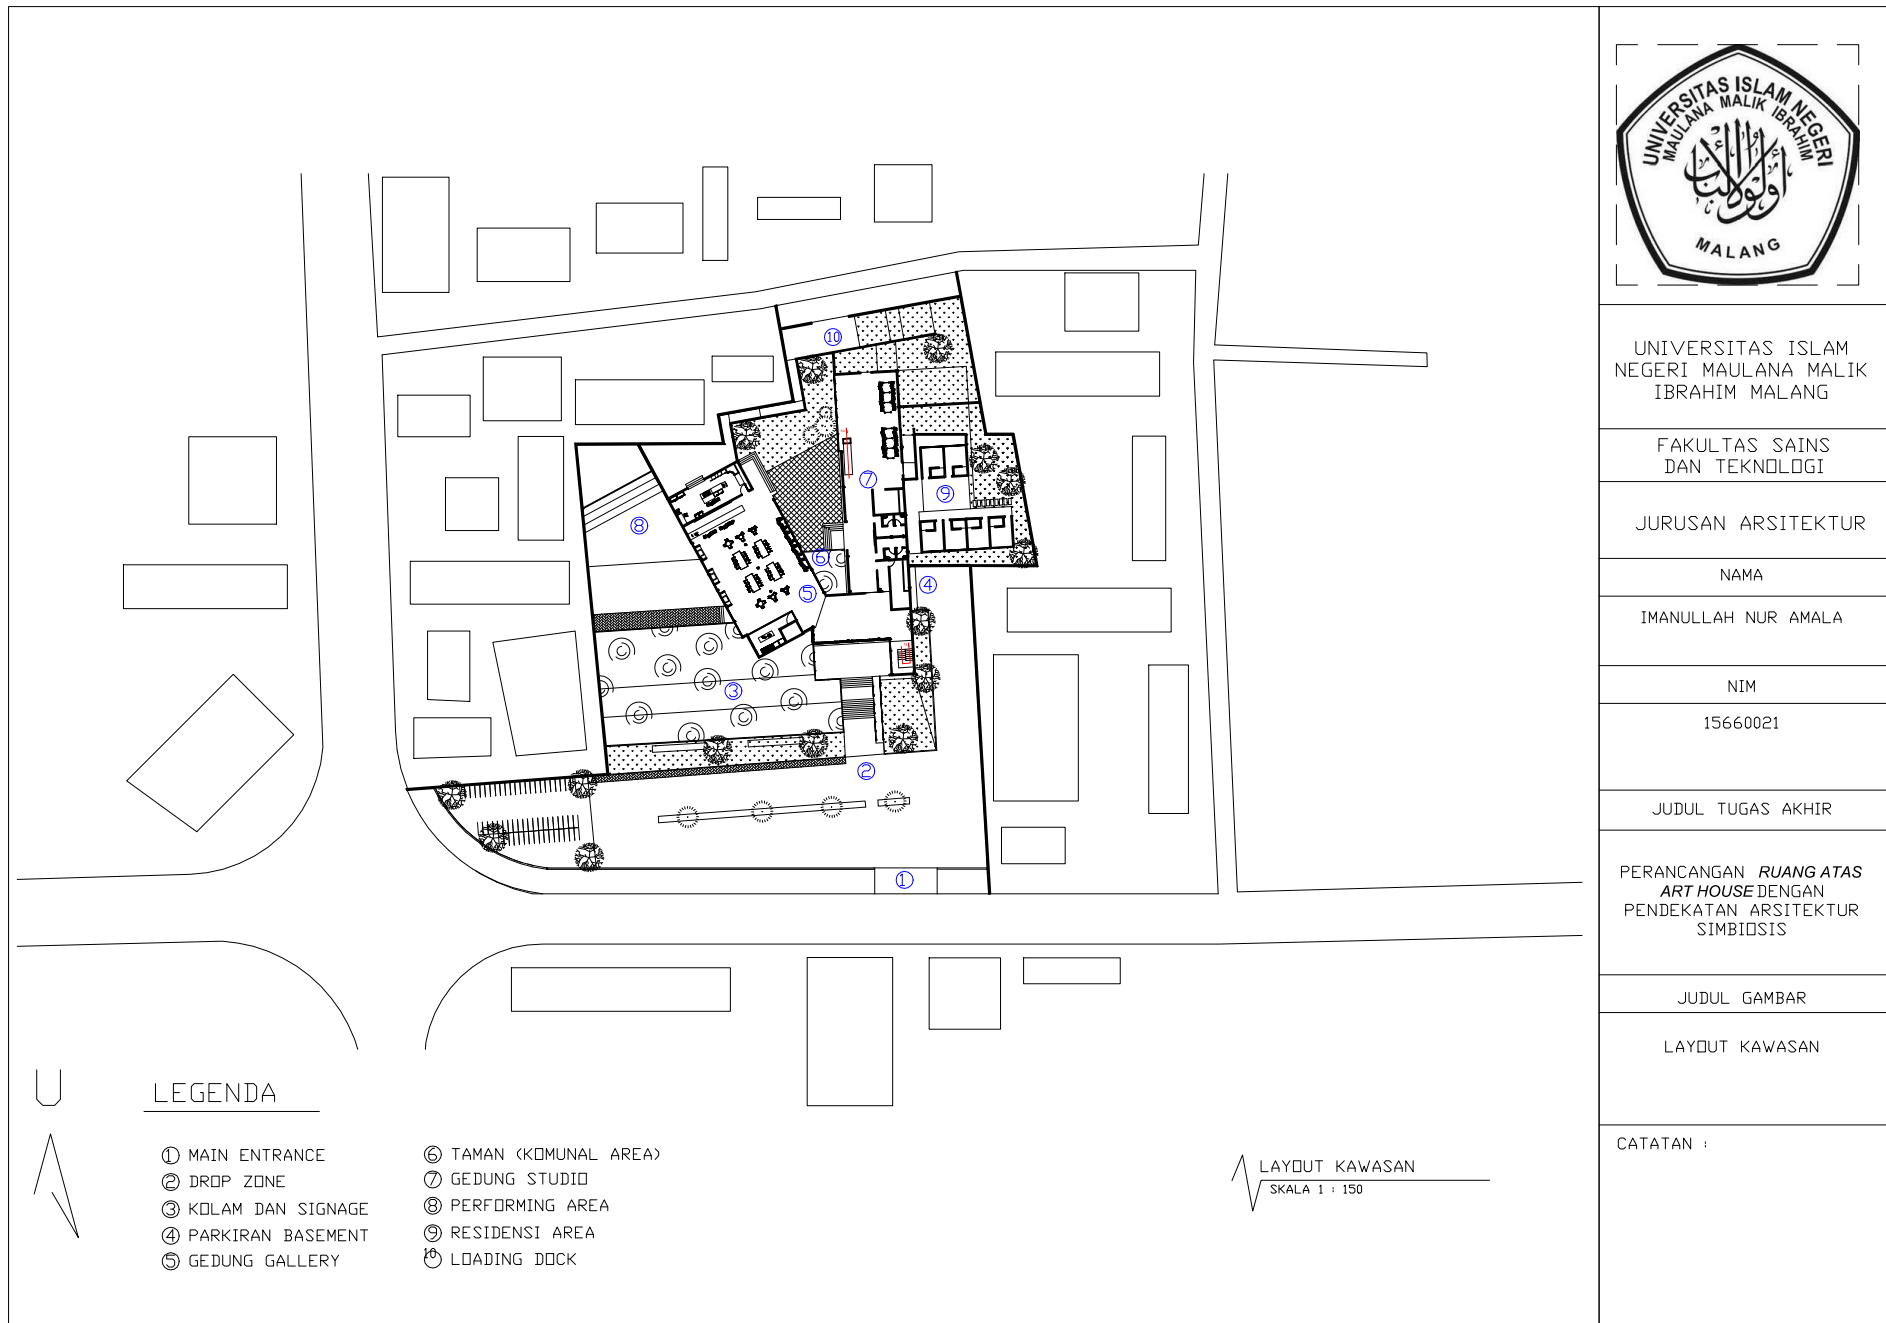 UNIVERSITAS ISLAM NEGERI
MAULANA MALIK IBRAHIM
أولو الألباب
MALANG
UNIVERSITAS ISLAM
NEGERI MAULANA MALIK
IBRAHIM MALANG
FAKULTAS SAINS
DAN TEKNOLOGI
JURUSAN ARSITEKTUR
NAMA
IMANULLAH NUR AMALA
NIM
15660021
JUDUL TUGAS AKHIR
PERANCANGAN RUANG ATAS
ART HOUSE DENGAN
PENDEKATAN ARSITEKTUR
SIMBIOSIS
JUDUL GAMBAR
LAYOUT KAWASAN
CATATAN :
10
7
9
8
6
5
4
3
2
1
U
LEGENDA
1 MAIN ENTRANCE
2 DROP ZONE
3 KOLAM DAN SIGNAGE
4 PARKIRAN BASEMENT
5 GEDUNG GALLERY
6 TAMAN (KOMUNAL AREA)
7 GEDUNG STUDIO
8 PERFORMING AREA
9 RESIDENSI AREA
10 LOADING DOCK
LAYOUT KAWASAN
SKALA 1 : 150